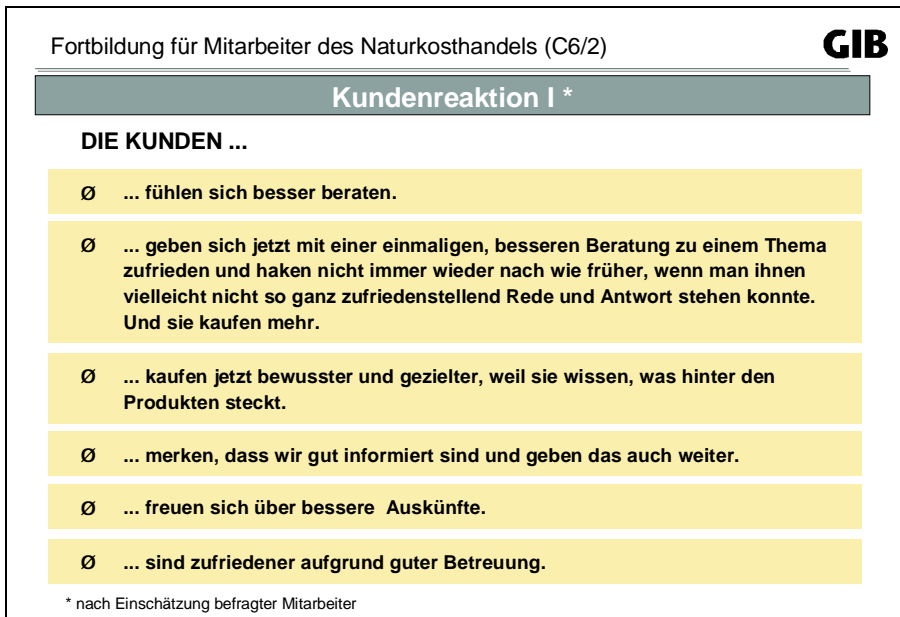 Fortbildung für Mitarbeiter des Naturkosthandels (C6/2)
GIB
Kundenreaktion I *
DIE KUNDEN ...
Ø ... fühlen sich besser beraten.
Ø ... geben sich jetzt mit einer einmaligen, besseren Beratung zu einem Thema
zufrieden und haken nicht immer wieder nach wie früher, wenn man ihnen
vielleicht nicht so ganz zufriedenstellend Rede und Antwort stehen konnte.
Und sie kaufen mehr.
Ø ... kaufen jetzt bewusster und gezielter, weil sie wissen, was hinter den
Produkten steckt.
Ø ... merken, dass wir gut informiert sind und geben das auch weiter.
Ø ... freuen sich über bessere Auskünfte.
Ø ... sind zufriedener aufgrund guter Betreuung.
* nach Einschätzung befragter Mitarbeiter